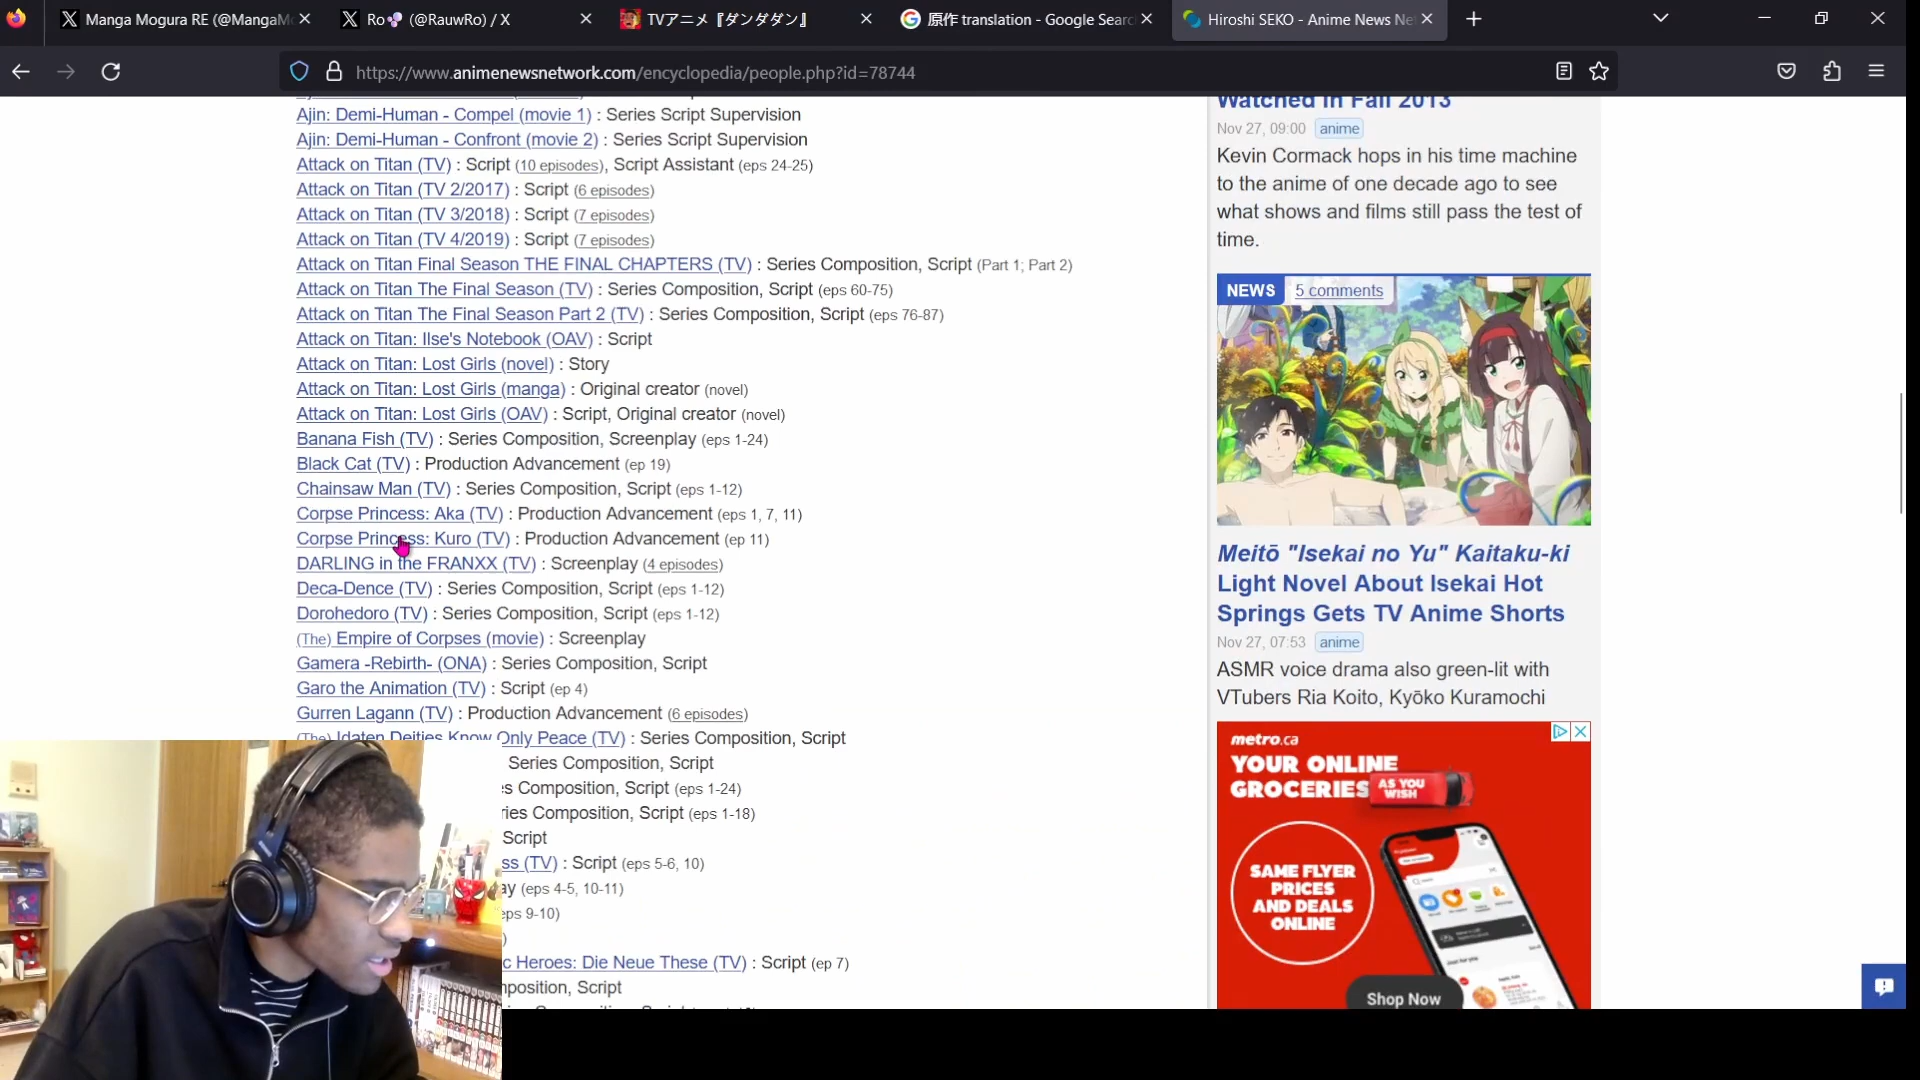 Manga Mogura RE (@MangaMo
Ro (@RauwRo) / X
TVアニメ『ダンダダン』
原作 translation - Google Searc
Hiroshi SEKO - Anime News Ne
https://www.animenewsnetwork.com/encyclopedia/people.php?id=78744
Ajin: Demi-Human - Compel (movie 1) : Series Script Supervision
Ajin: Demi-Human - Confront (movie 2) : Series Script Supervision
Attack on Titan (TV) : Script (10 episodes), Script Assistant (eps 24-25)
Attack on Titan (TV 2/2017) : Script (6 episodes)
Attack on Titan (TV 3/2018) : Script (7 episodes)
Attack on Titan (TV 4/2019) : Script (7 episodes)
Attack on Titan Final Season THE FINAL CHAPTERS (TV) : Series Composition, Script (Part 1; Part 2)
Attack on Titan The Final Season (TV) : Series Composition, Script (eps 60-75)
Attack on Titan The Final Season Part 2 (TV) : Series Composition, Script (eps 76-87)
Attack on Titan: Ilse's Notebook (OAV) : Script
Attack on Titan: Lost Girls (novel) : Story
Attack on Titan: Lost Girls (manga) : Original creator (novel)
Attack on Titan: Lost Girls (OAV) : Script, Original creator (novel)
Banana Fish (TV) : Series Composition, Screenplay (eps 1-24)
Black Cat (TV) : Production Advancement (ep 19)
Chainsaw Man (TV) : Series Composition, Script (eps 1-12)
Corpse Princess: Aka (TV) : Production Advancement (eps 1, 7, 11)
Corpse Princess: Kuro (TV) : Production Advancement (ep 11)
DARLING in the FRANXX (TV) : Screenplay (4 episodes)
Deca-Dence (TV) : Series Composition, Script (eps 1-12)
Dorohedoro (TV) : Series Composition, Script (eps 1-12)
(The) Empire of Corpses (movie) : Screenplay
Gamera -Rebirth- (ONA) : Series Composition, Script
Garo the Animation (TV) : Script (ep 4)
Gurren Lagann (TV) : Production Advancement (6 episodes)
(The) Idaten Deities Know Only Peace (TV) : Series Composition, Script
Series Composition, Script
es Composition, Script (eps 1-24)
ries Composition, Script (eps 1-18)
Script
ss (TV) : Script (eps 5-6, 10)
ay (eps 4-5, 10-11)
eps 9-10)
)
c Heroes: Die Neue These (TV) : Script (ep 7)
mposition, Script
Watched in Fall 2013
Nov 27, 09:00 anime
Kevin Cormack hops in his time machine
to the anime of one decade ago to see
what shows and films still pass the test of
time.
NEWS 5 comments
Meitō "Isekai no Yu" Kaitaku-ki
Light Novel About Isekai Hot
Springs Gets TV Anime Shorts
Nov 27, 07:53 anime
ASMR voice drama also green-lit with
VTubers Ria Koito, Kyōko Kuramochi
metro.ca
YOUR ONLINE
GROCERIES
AS YOU
WISH
SAME FLYER
PRICES
AND DEALS
ONLINE
Shop Now